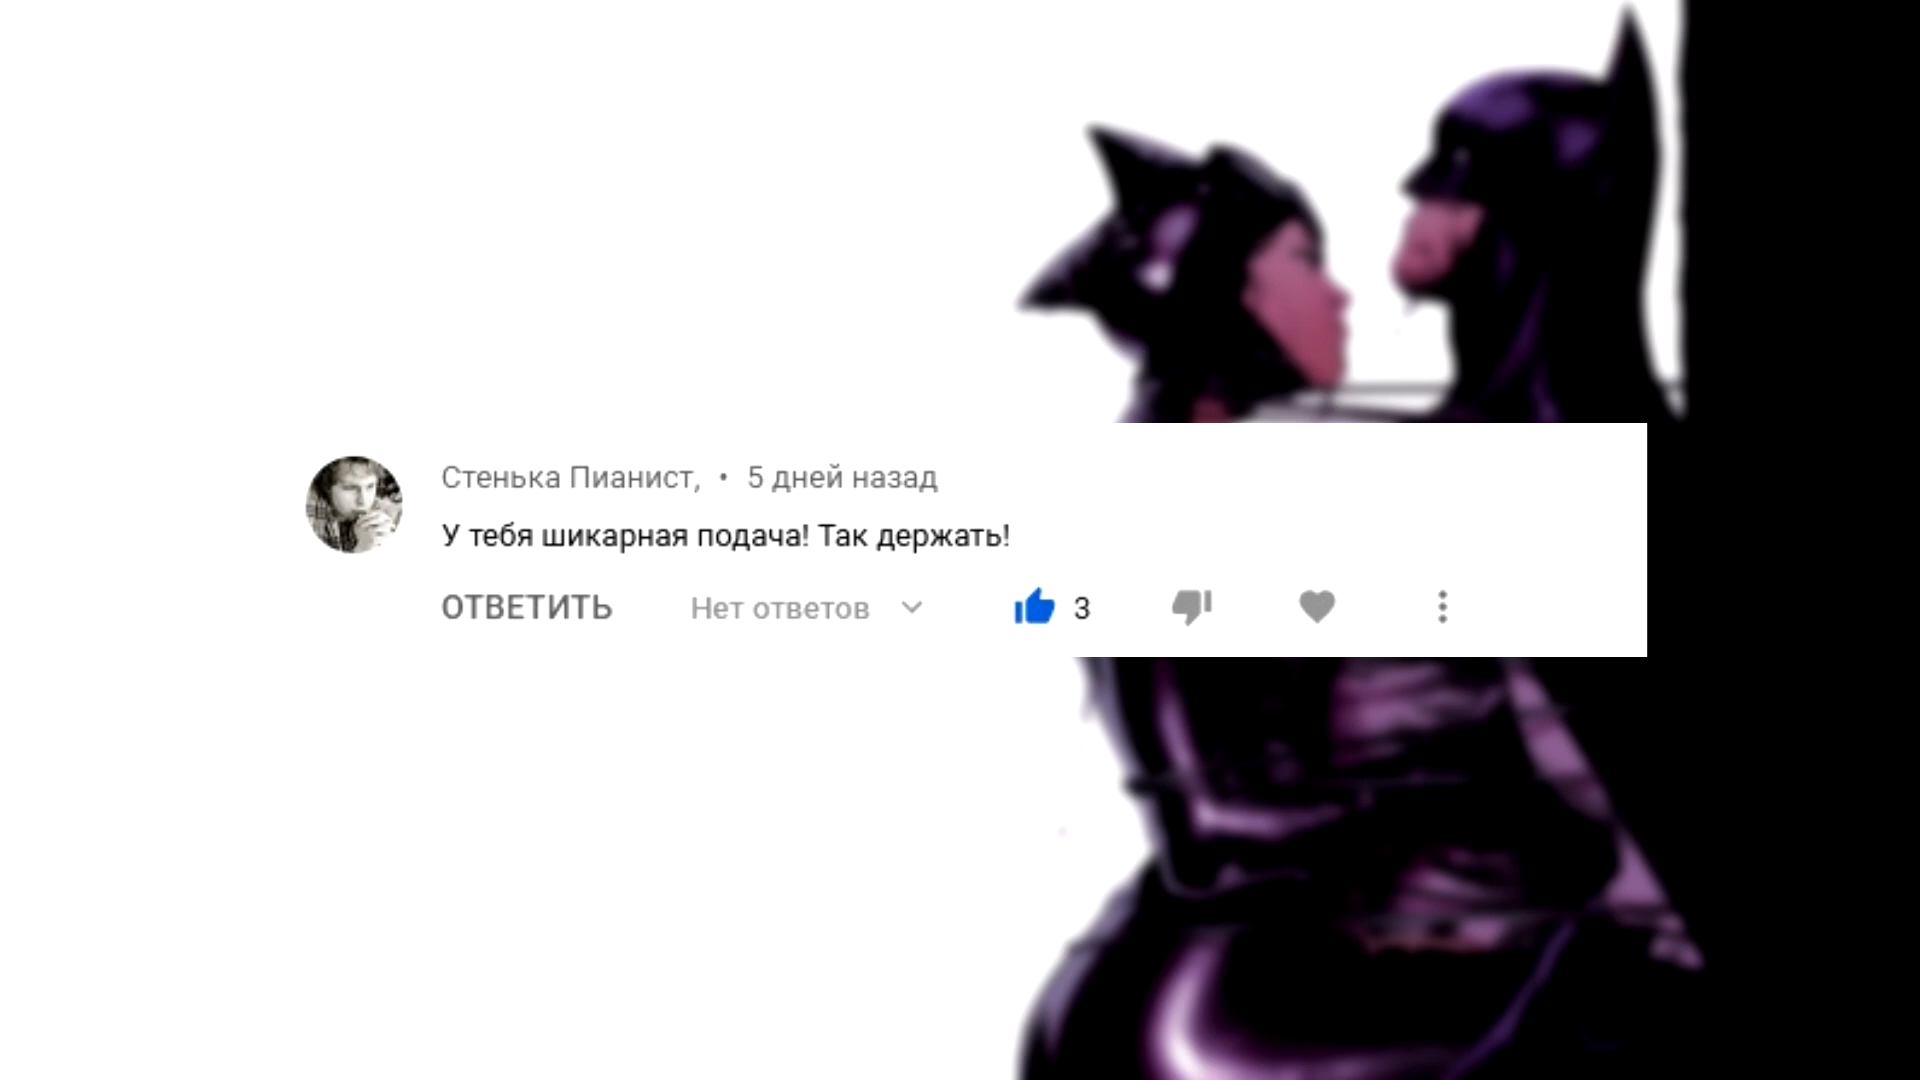 Стенька Пианист, • 5 дней назад
У тебя шикарная подача! Так держать!
ОТВЕТИТЬ Нет ответов 3